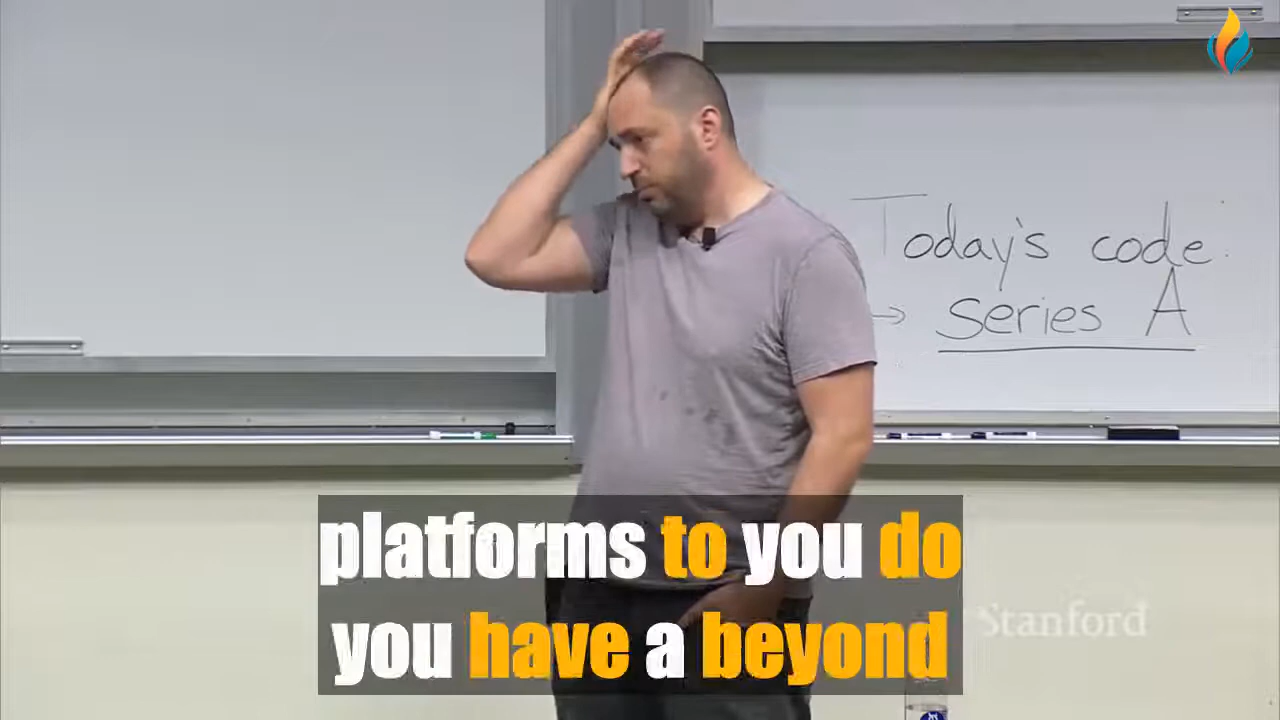 Today's code:
→ series A
platforms to you do
you have a beyond
Stanford